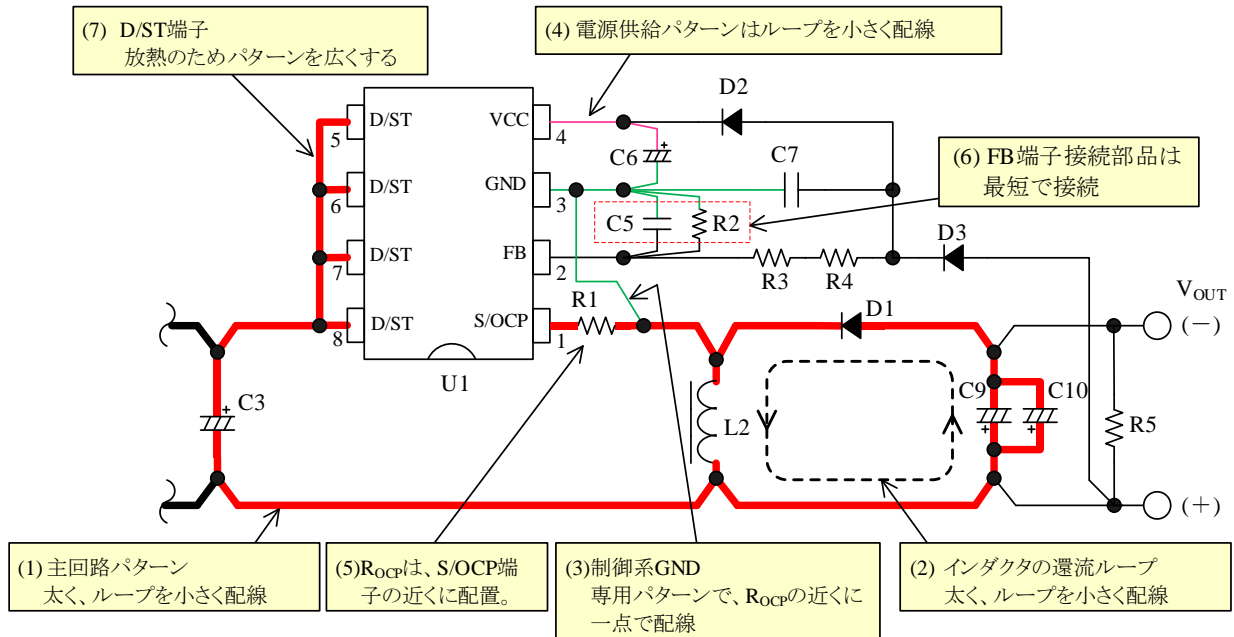 (7) D/ST端子
放熱のためパターンを広くする
(4) 電源供給パターンはループを小さく配線
D2
D/ST
VCC
5
4
C6
+
C7
(6) FB端子接続部品は
最短で接続
D/ST
GND
6
3
C5
R2
D/ST
FB
7
2
R3
R4
D3
D/ST
S/OCP
8
1
R1
D1
VOUT
(−)
U1
C3
+
L2
C9
C10
+
+
R5
(+)
(1) 主回路パターン
太く、ループを小さく配線
(5)ROCPは、S/OCP端
子の近くに配置。
(3)制御系GND
専用パターンで、ROCPの近くに
一点で配線
(2) インダクタの還流ループ
太く、ループを小さく配線